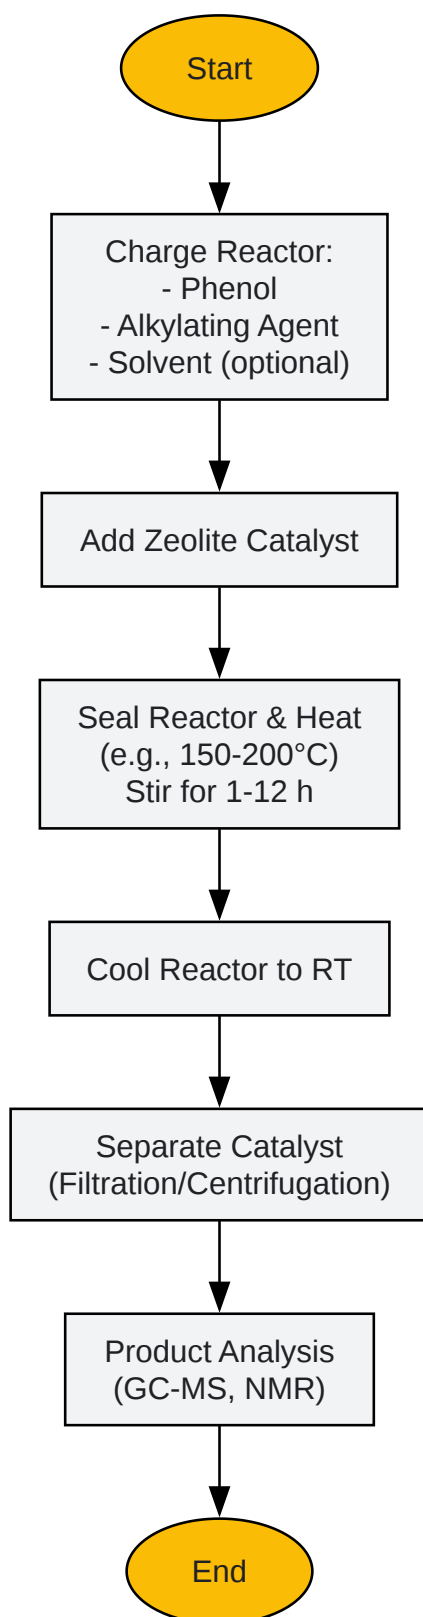 Start
Charge Reactor:
- Phenol
- Alkylating Agent
- Solvent (optional)
Add Zeolite Catalyst
Seal Reactor & Heat
(e.g., 150-200°C)
Stir for 1-12 h
Cool Reactor to RT
Separate Catalyst
(Filtration/Centrifugation)
Product Analysis
(GC-MS, NMR)
End